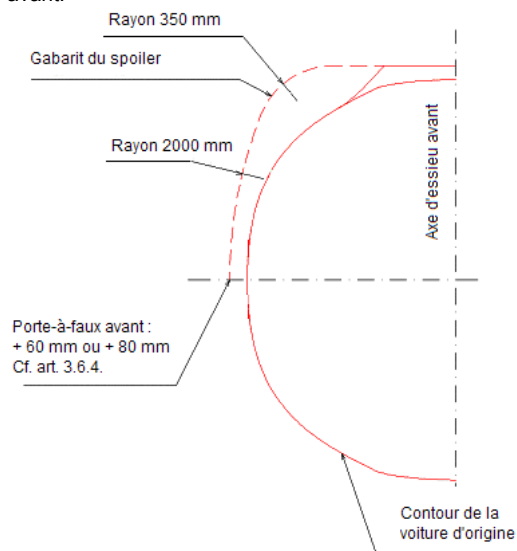 avant.
Rayon 350 mm
Gabarit du spoiler
Rayon 2000 mm
Axe d'essieu avant
Porte-à-faux avant :
+ 60 mm ou + 80 mm
Cf. art. 3.6.4.
Contour de la
voiture d'origine